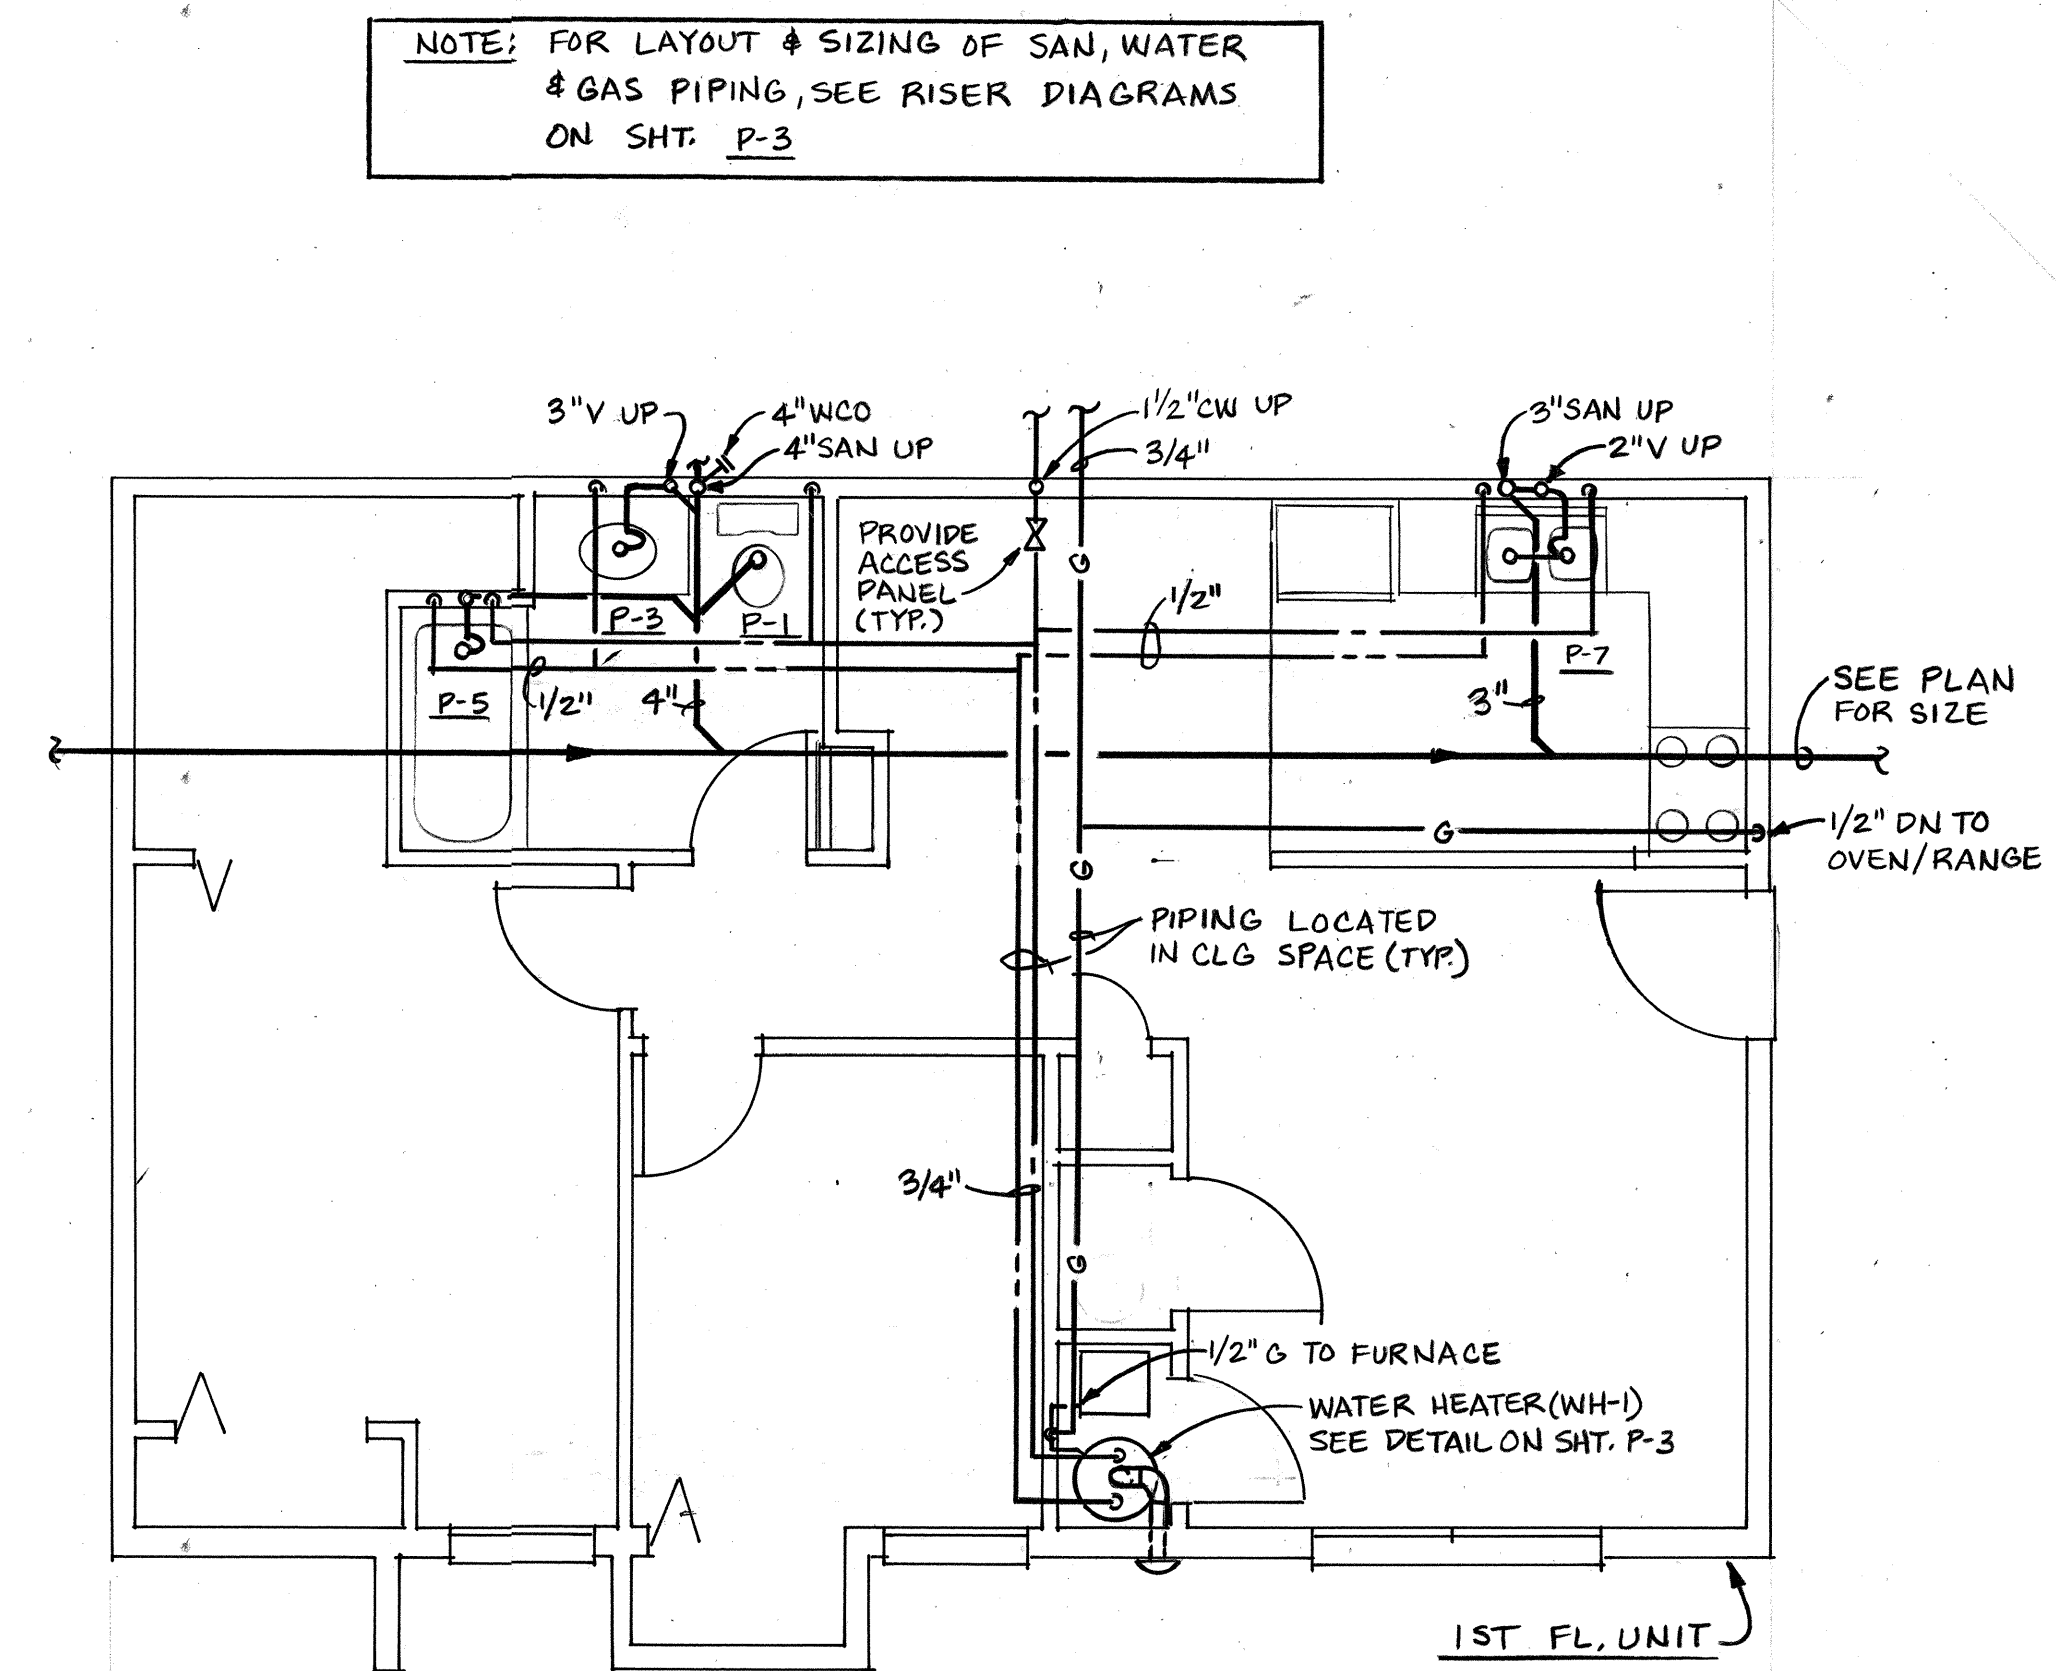 NOTE: FOR LAYOUT & SIZING OF SAN, WATER
& GAS PIPING, SEE RISER DIAGRAMS
ON SHT. P-3
3"V UP
4"WCO
4"SAN UP
1½"CW UP
3/4"
3"SAN UP
2"V UP
PROVIDE
ACCESS
PANEL
(TYP.)
G
1/2"
P-3
P-1
P-7
P-5
1/2"
4"
3"
SEE PLAN
FOR SIZE
G
1/2" DN TO
OVEN/RANGE
G
PIPING LOCATED
IN CLG SPACE (TYP.)
3/4"
G
1/2" G TO FURNACE
WATER HEATER (WH-1)
SEE DETAIL ON SHT. P-3
1ST FL. UNIT